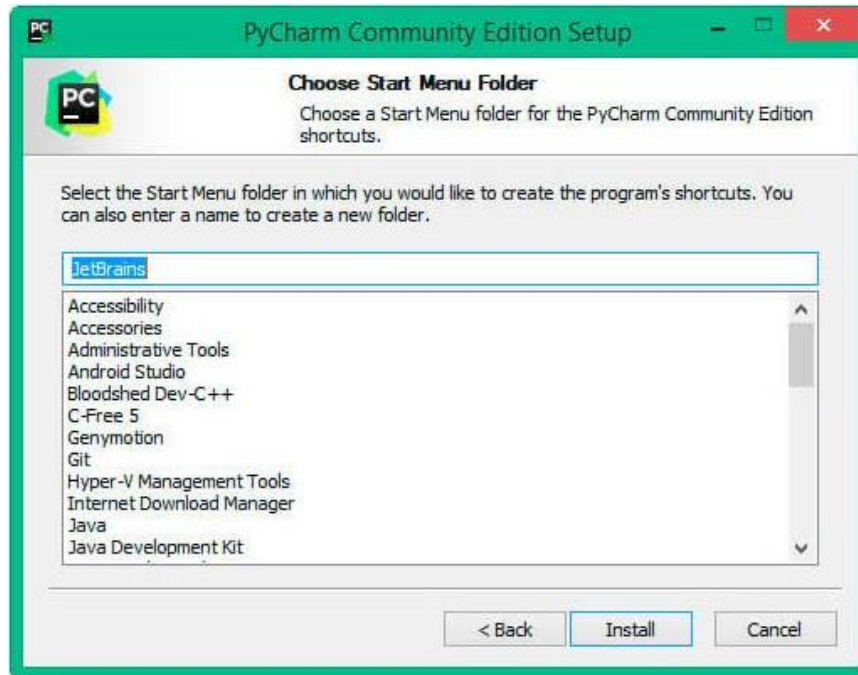 PC
PyCharm Community Edition Setup
PC
Choose Start Menu Folder
Choose a Start Menu folder for the PyCharm Community Edition
shortcuts.
Select the Start Menu folder in which you would like to create the program's shortcuts. You
can also enter a name to create a new folder.
JetBrains
Accessibility
Accessories
Administrative Tools
Android Studio
Bloodshed Dev-C++
C-Free 5
Genymotion
Git
Hyper-V Management Tools
Internet Download Manager
Java
Java Development Kit
< Back
Install
Cancel